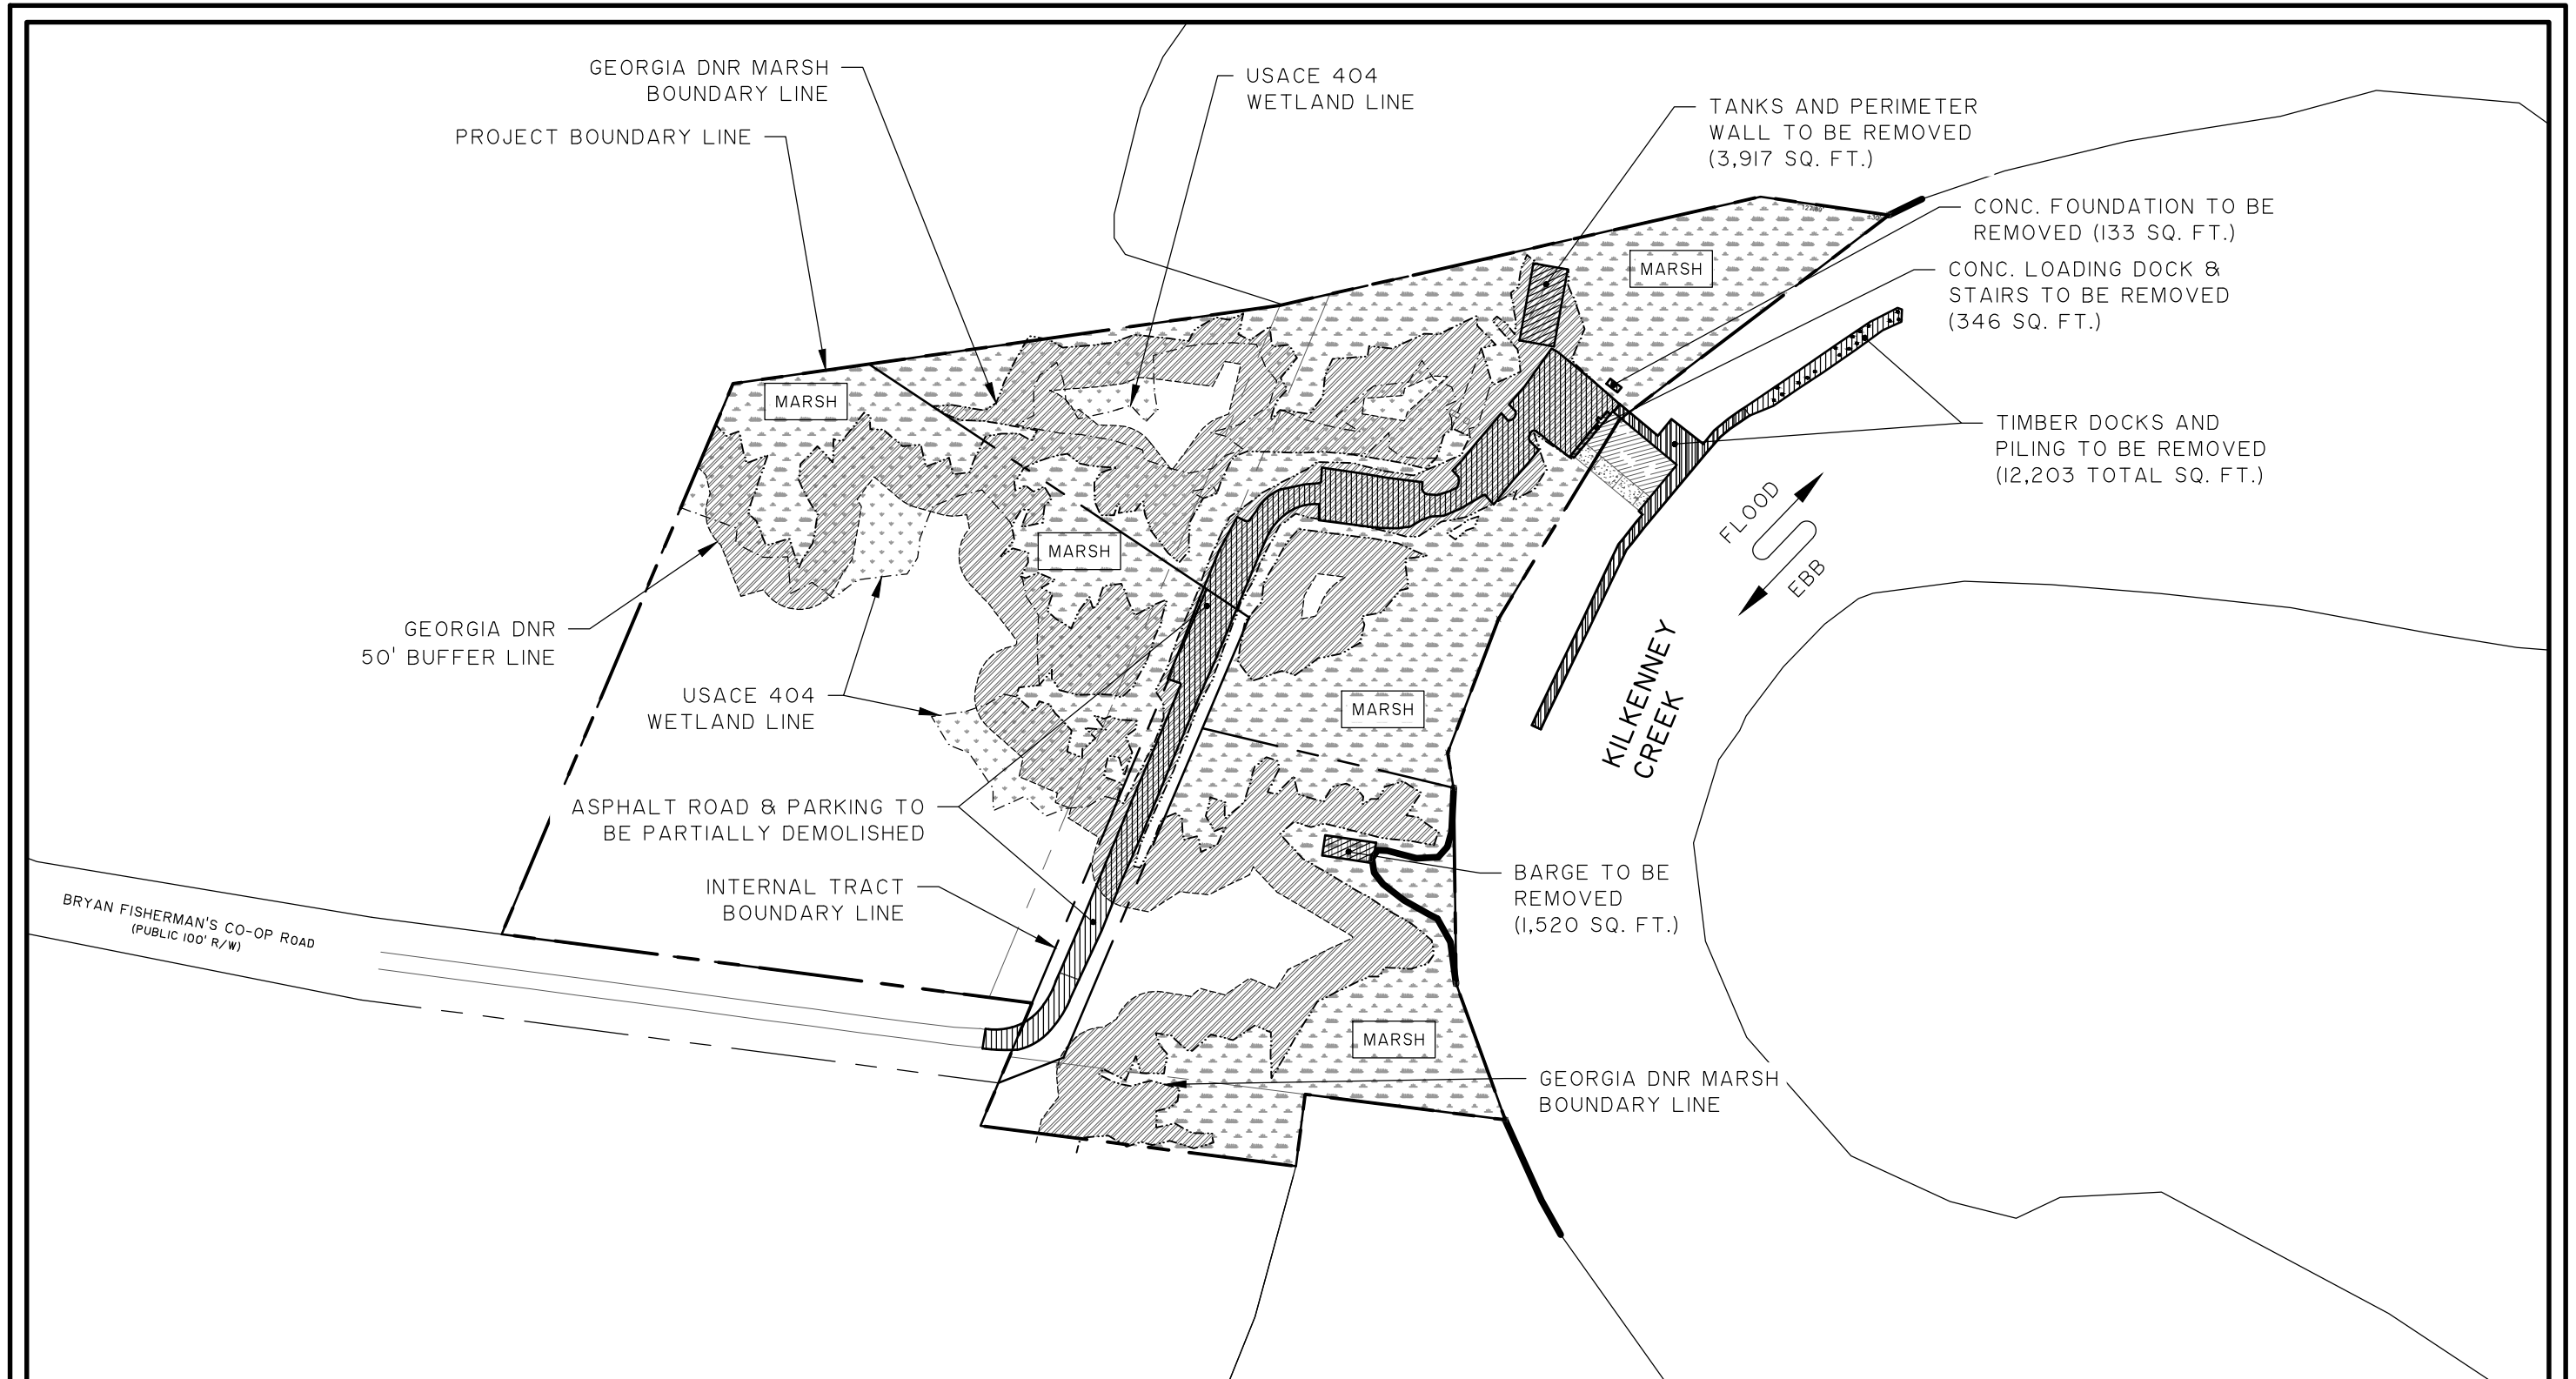 GEORGIA DNR MARSH
BOUNDARY LINE
PROJECT BOUNDARY LINE
USACE 404
WETLAND LINE
TANKS AND PERIMETER
WALL TO BE REMOVED
(3,917 SQ. FT.)
CONC. FOUNDATION TO BE
REMOVED (133 SQ. FT.)
CONC. LOADING DOCK &
STAIRS TO BE REMOVED
(346 SQ. FT.)
MARSH
MARSH
TIMBER DOCKS AND
PILING TO BE REMOVED
(12,203 TOTAL SQ. FT.)
FLOOD
EBB
MARSH
GEORGIA DNR
50' BUFFER LINE
KILKENNEY
CREEK
USACE 404
WETLAND LINE
MARSH
ASPHALT ROAD & PARKING TO
BE PARTIALLY DEMOLISHED
INTERNAL TRACT
BOUNDARY LINE
BARGE TO BE
REMOVED
(1,520 SQ. FT.)
BRYAN FISHERMAN'S CO-OP ROAD
(PUBLIC 100' R/W)
MARSH
GEORGIA DNR MARSH
BOUNDARY LINE